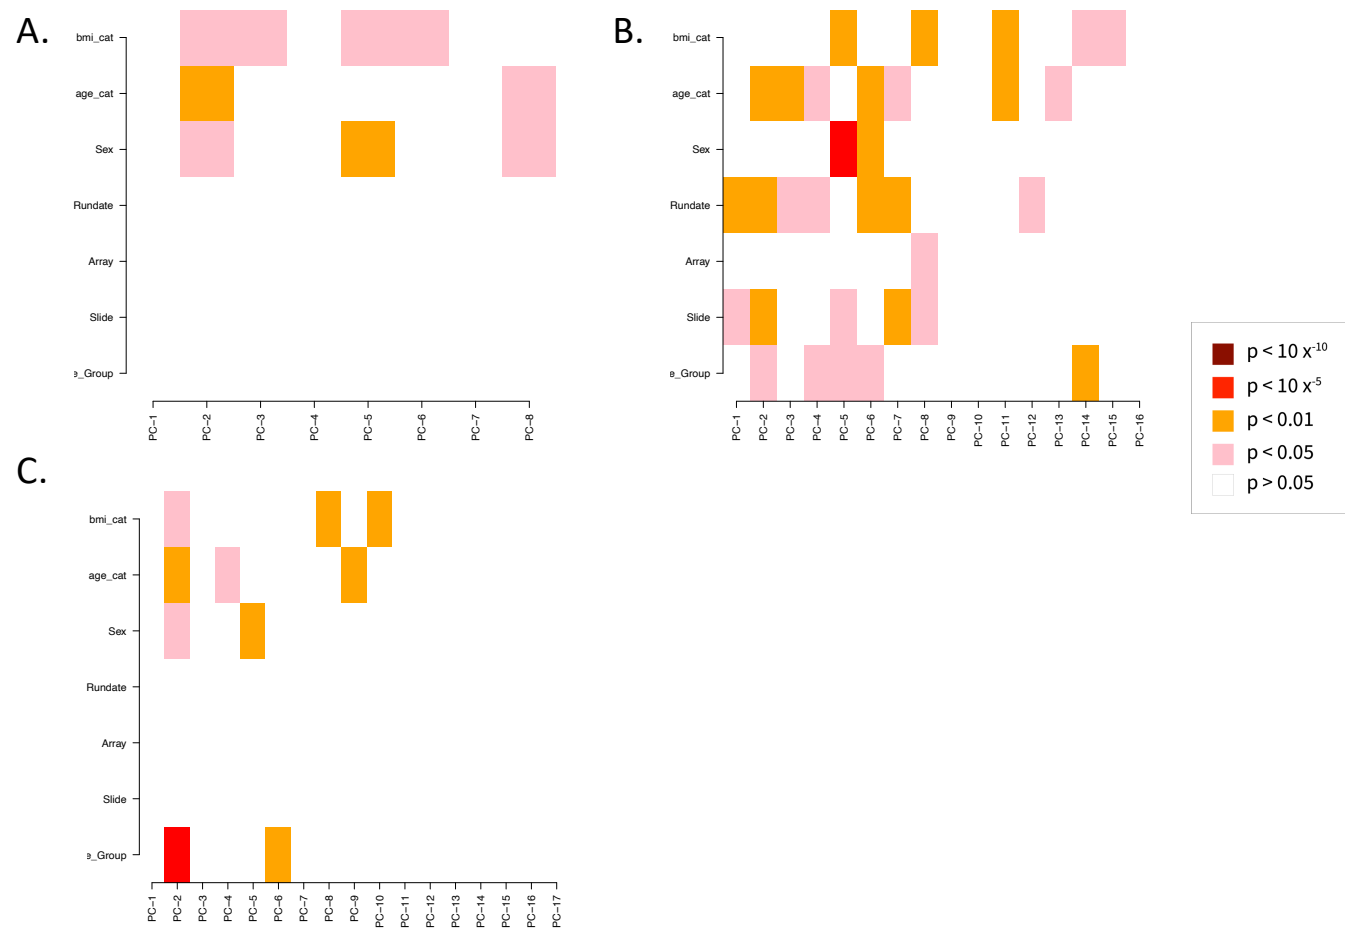 A.
bmi_cat
age_cat
Sex
Rundate
Array
Slide
e_Group
PC−1
PC−2
PC−3
PC−4
PC−5
PC−6
PC−7
PC−8
B.
bmi_cat
age_cat
Sex
Rundate
Array
Slide
e_Group
PC−1
PC−2
PC−3
PC−4
PC−5
PC−6
PC−7
PC−8
PC−9
PC−10
PC−11
PC−12
PC−13
PC−14
PC−15
PC−16
p < 10 x-10
p < 10 x-5
p < 0.01
p < 0.05
p > 0.05
C.
bmi_cat
age_cat
Sex
Rundate
Array
Slide
e_Group
PC−1
PC−2
PC−3
PC−4
PC−5
PC−6
PC−7
PC−8
PC−9
PC−10
PC−11
PC−12
PC−13
PC−14
PC−15
PC−16
PC−17